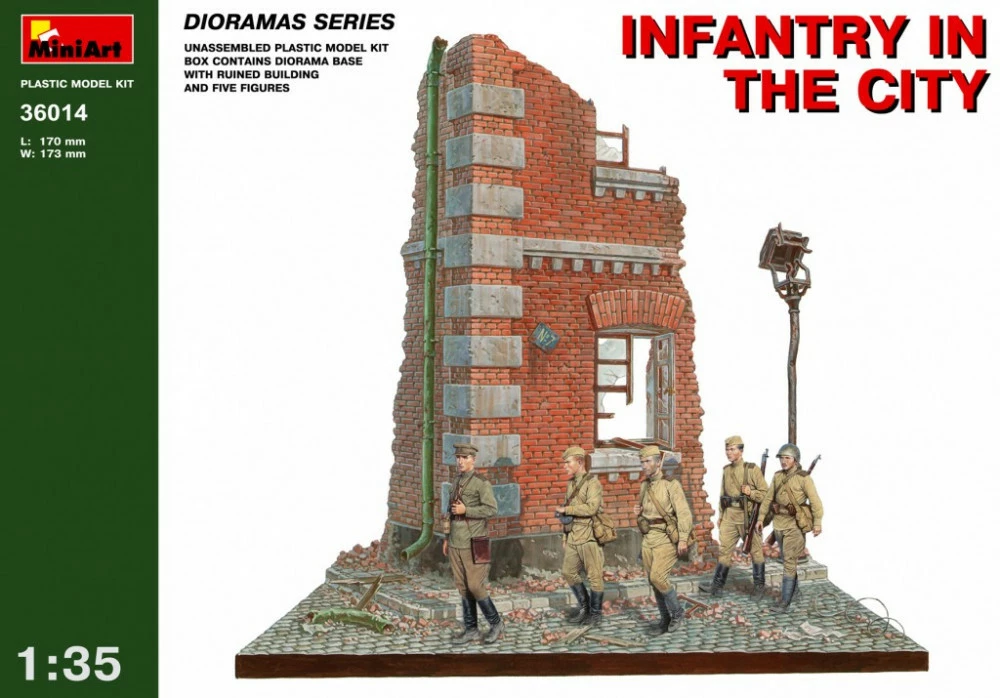 MiniArt
PLASTIC MODEL KIT
36014
L: 170 mm
W: 173 mm
1:35
DIORAMAS SERIES
UNASSEMBLED PLASTIC MODEL KIT
BOX CONTAINS DIORAMA BASE
WITH RUINED BUILDING
AND FIVE FIGURES
INFANTRY IN
THE CITY
№7